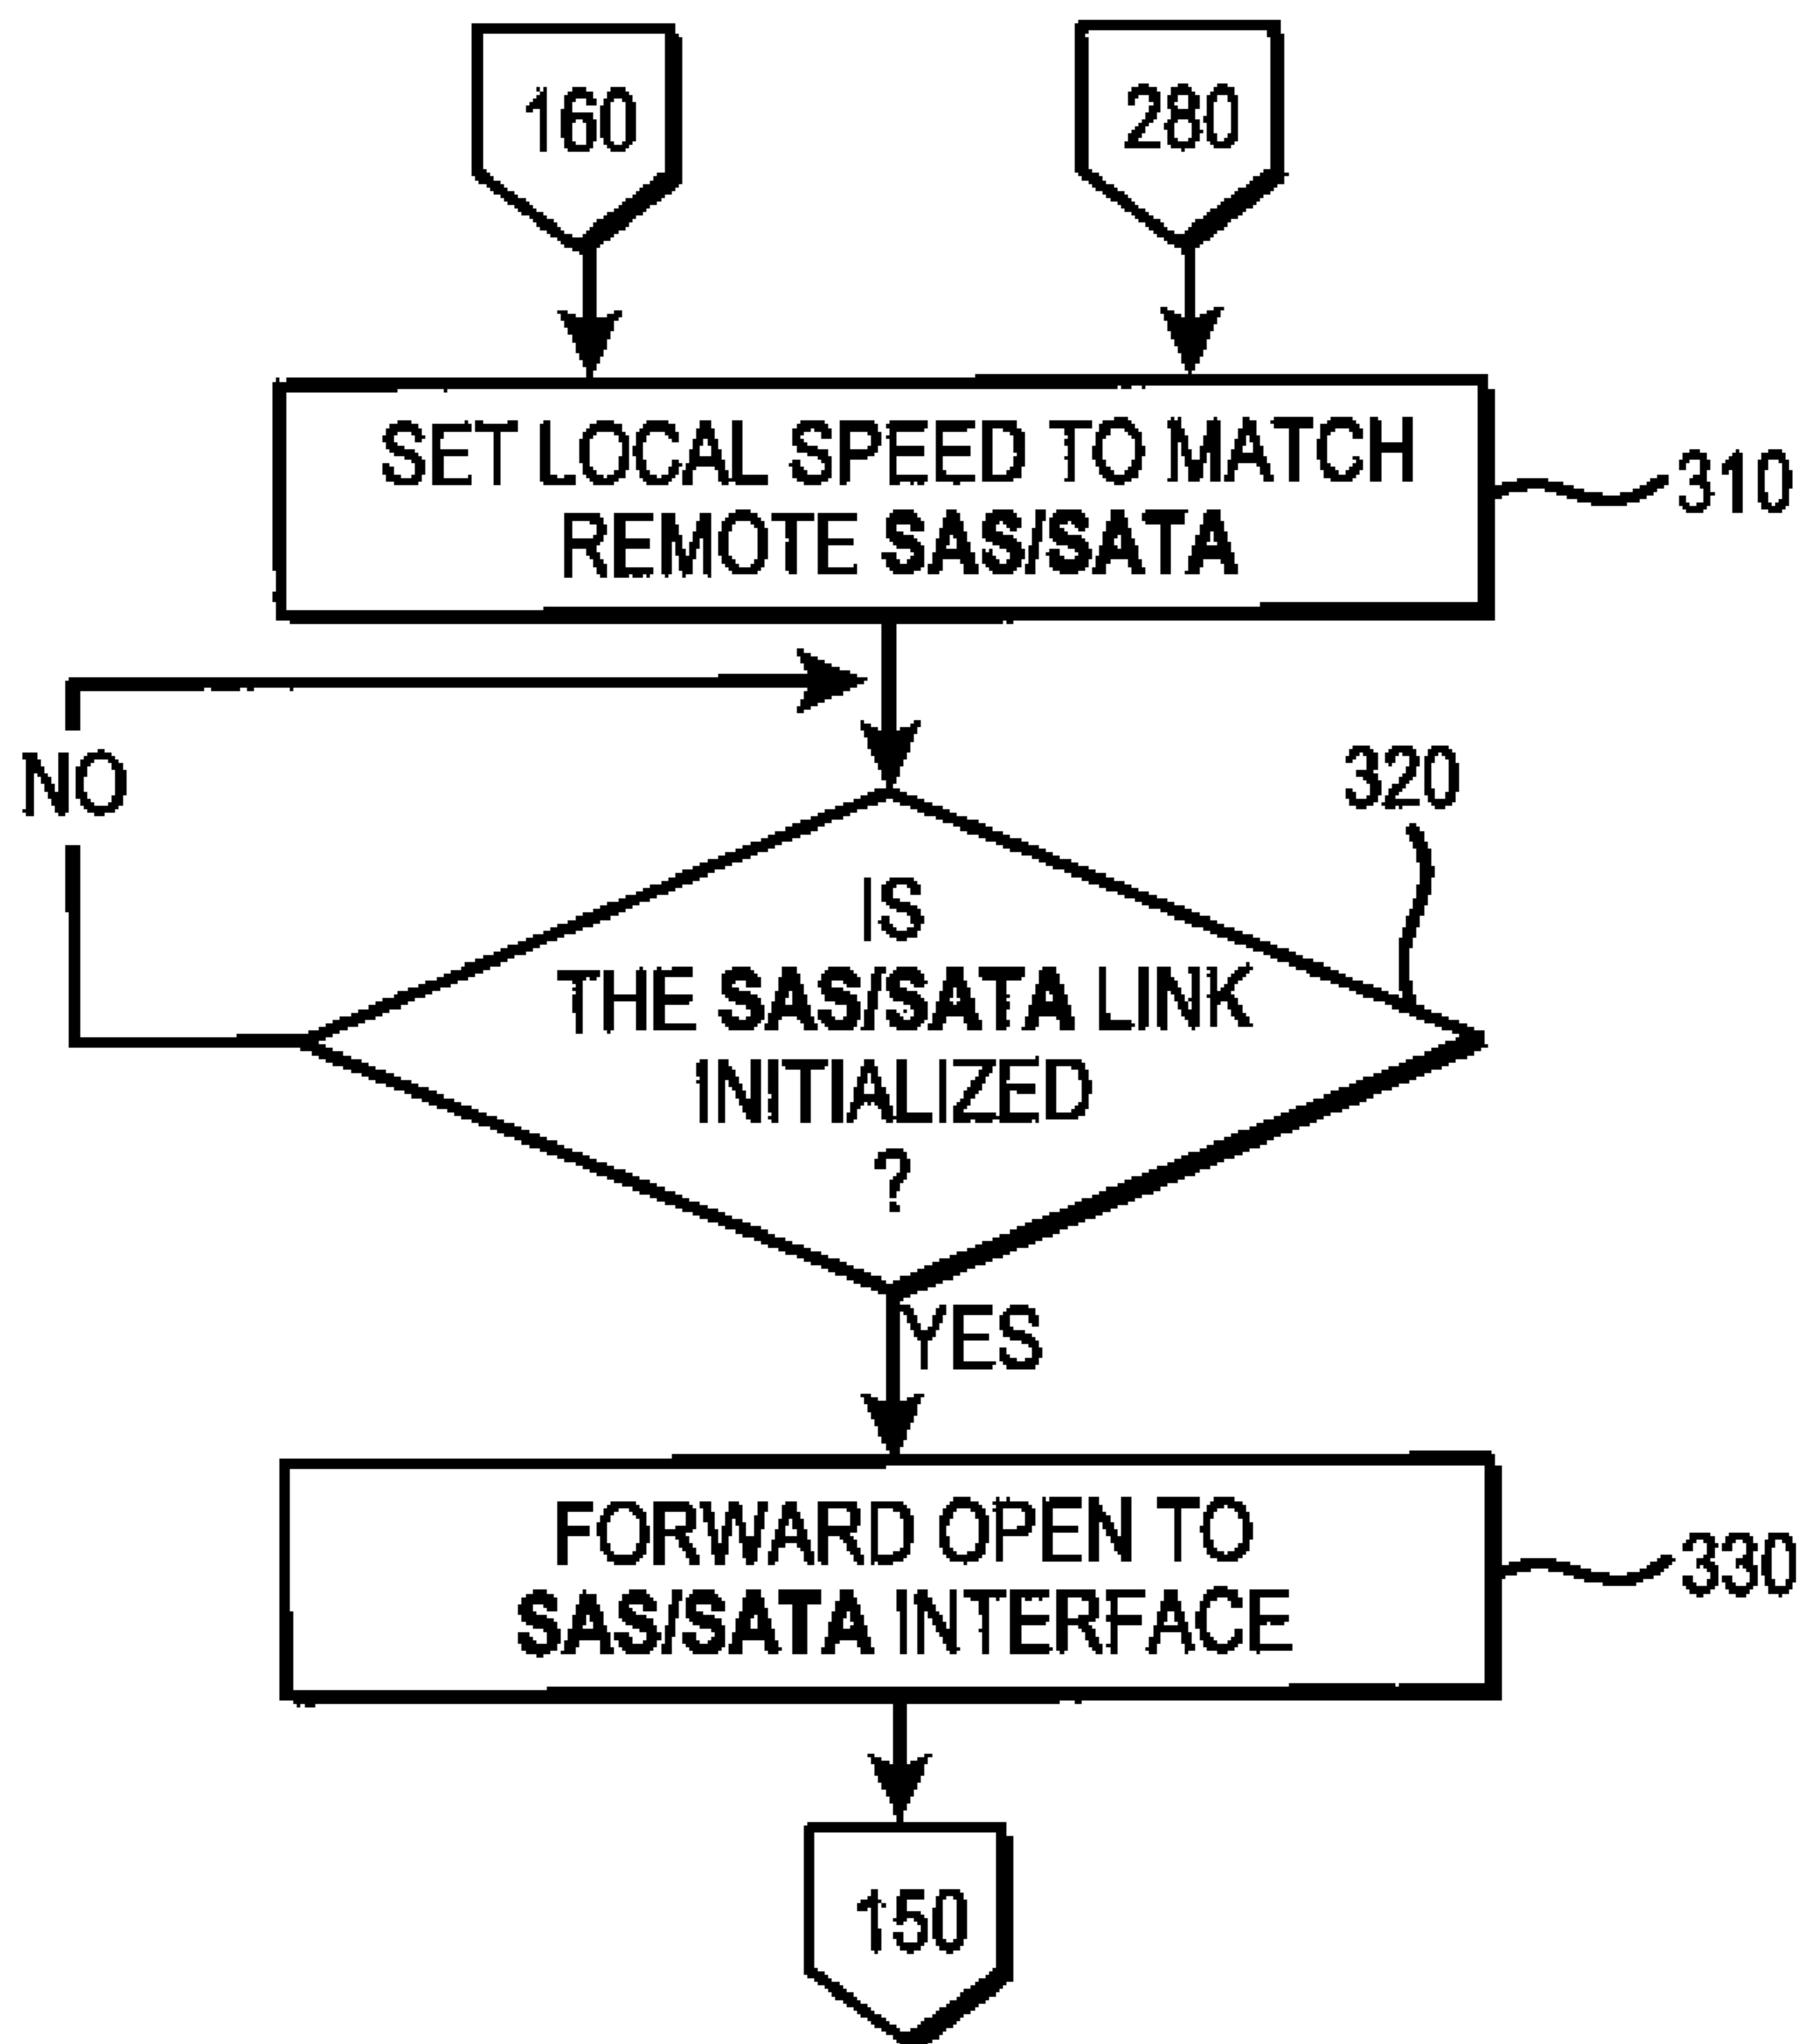 160
280
SET LOCAL SPEED TO MATCH
REMOTE SAS/SATA
310
NO
320
IS
THE SAS/SATA LINK
INITIALIZED
?
YES
FORWARD OPEN TO
SAS/SATA INTERFACE
330
150